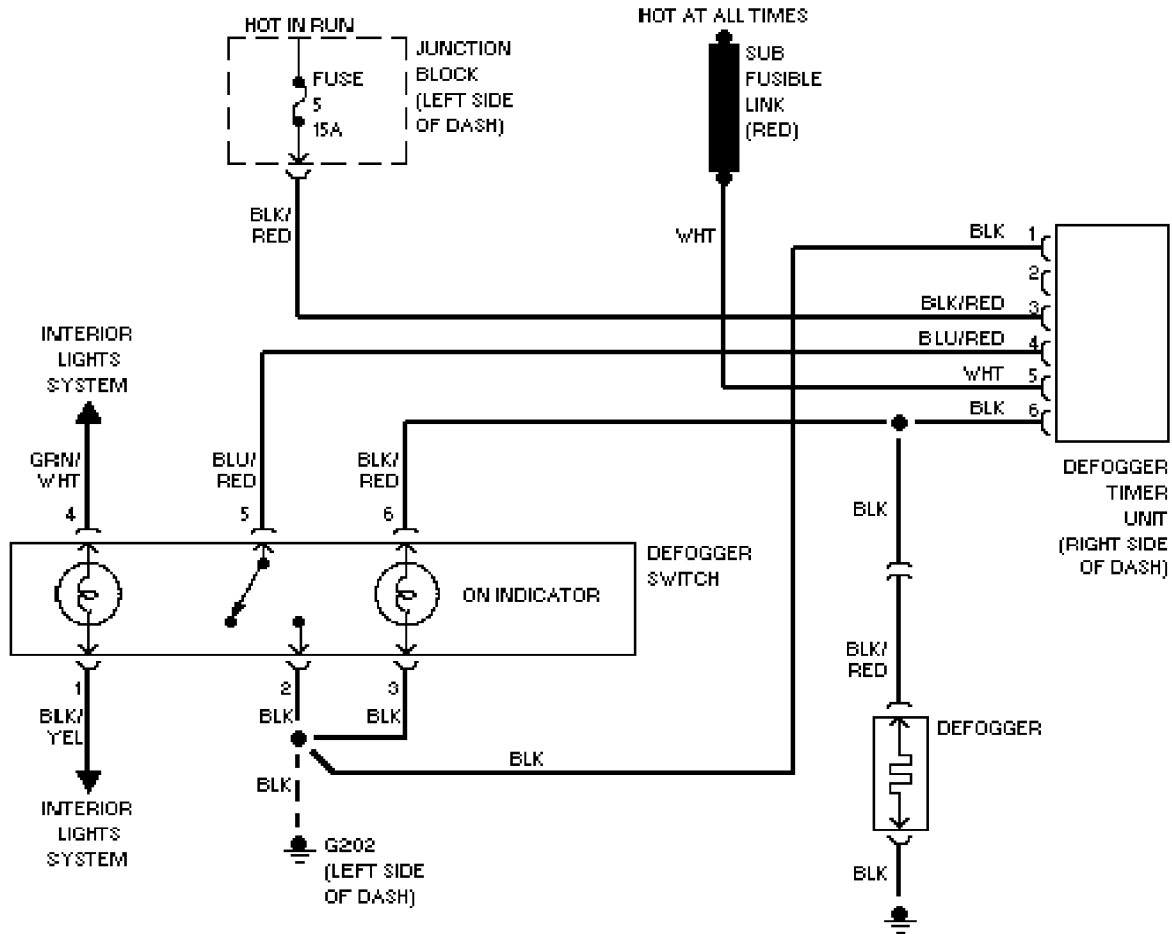 HOT IN RUN
HOT AT ALL TIMES
JUNCTION
BLOCK
(LEFT SIDE
OF DASH)
FUSE
5
15A
SUB
FUSIBLE
LINK
(RED)
BLK/
RED
WHT
BLK 1
2
BLK/RED 3
BLU/RED 4
WHT 5
BLK 6
DEFOGGER
TIMER
UNIT
(RIGHT SIDE
OF DASH)
INTERIOR
LIGHTS
SYSTEM
GRN/
WHT
4
BLU/
RED
5
BLK/
RED
6
BLK
DEFOGGER
SWITCH
ON INDICATOR
1
BLK/
YEL
2
BLK
3
BLK
BLK
BLK
INTERIOR
LIGHTS
SYSTEM
G202
(LEFT SIDE
OF DASH)
BLK/
RED
DEFOGGER
BLK